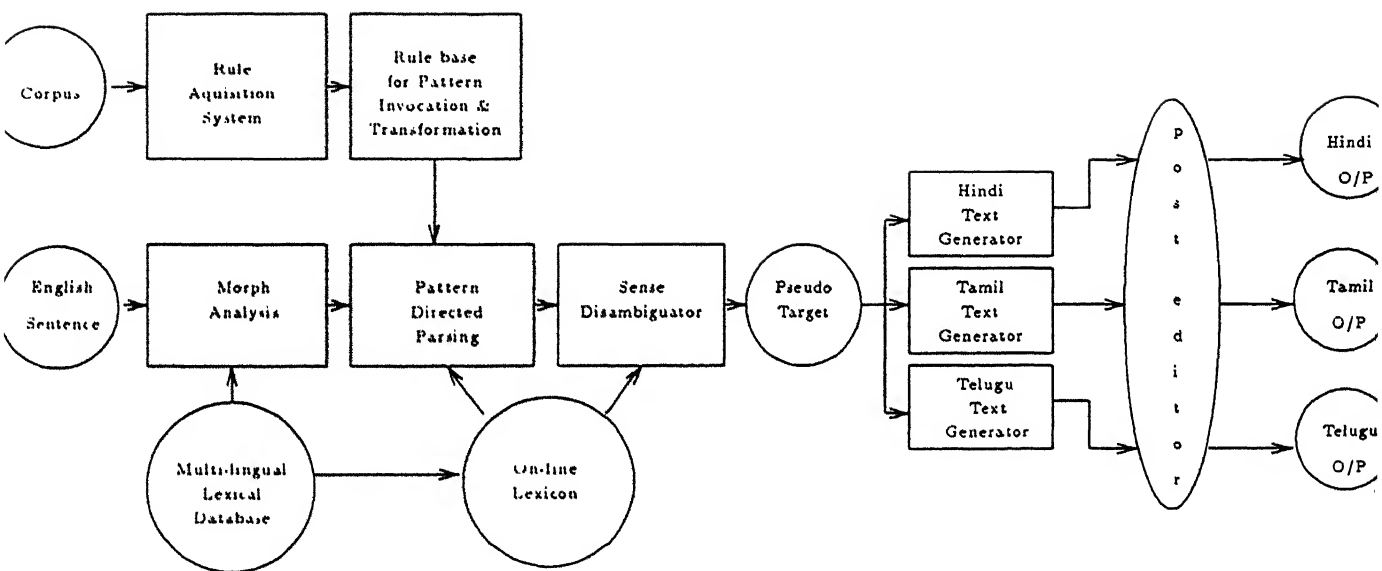 Corpus
Rule
Aquisition
System
Rule base
for Pattern
Invocation &
Transformation
English
Sentence
Morph
Analysis
Pattern
Directed
Parsing
Sense
Disambiguator
Pseudo
Target
Hindi
Text
Generator
Tamil
Text
Generator
Telugu
Text
Generator
Post editor
Hindi
O/P
Tamil
O/P
Telugu
O/P
Multi-lingual
Lexical
Database
On-line
Lexicon